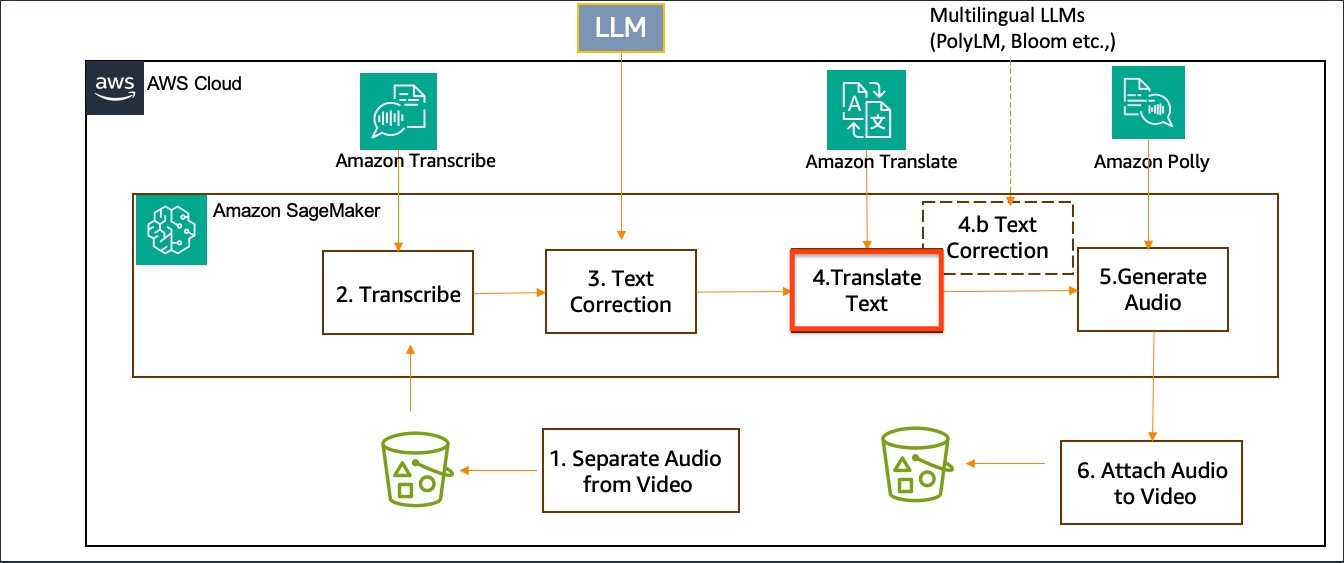 LLM
Multilingual LLMs
(PolyLM, Bloom etc.,)
aws
AWS Cloud
Amazon Transcribe
A
文
Amazon Translate
Amazon Polly
Amazon SageMaker
2. Transcribe
3. Text
Correction
4.Translate
Text
4.b Text
Correction
5.Generate
Audio
1. Separate Audio
from Video
6. Attach Audio
to Video